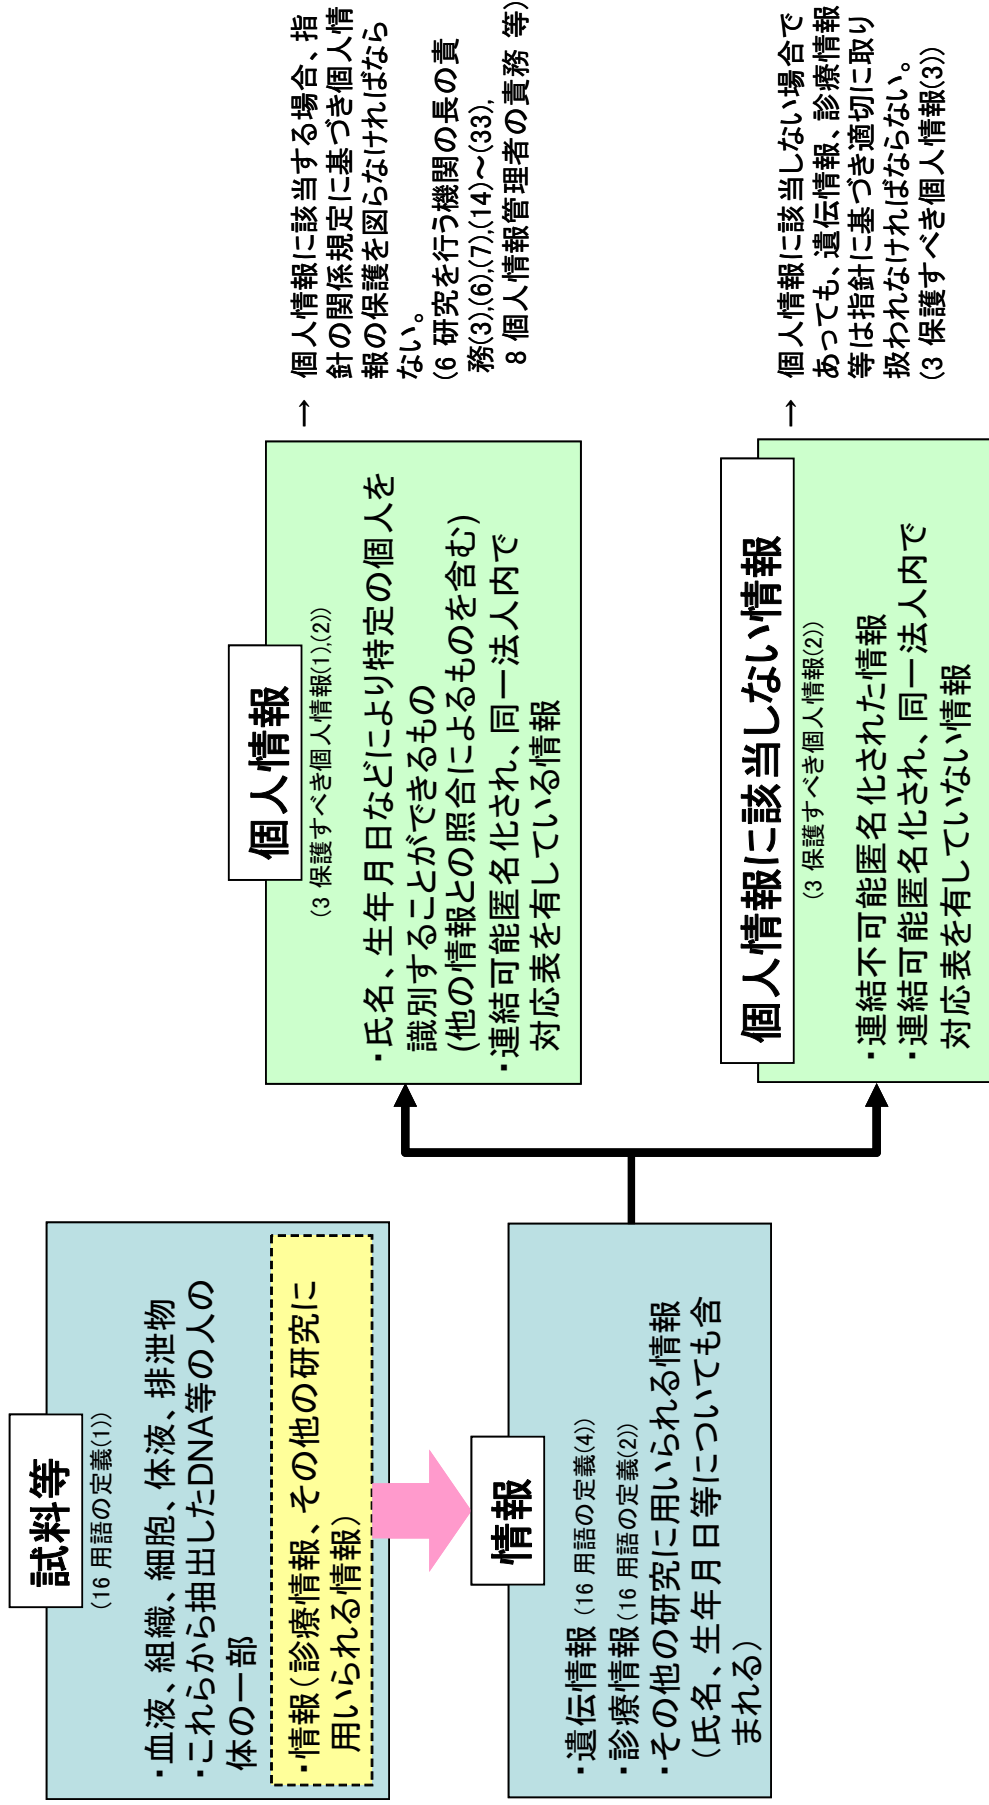 試料等
(16 用語の定義(1))
・血液、組織、細胞、体液、排泄物
・これらから抽出したDNA等の人の
体の一部
・情報(診療情報、その他の研究に
用いられる情報)
情報
・遺伝情報 (16 用語の定義(4))
・診療情報 (16 用語の定義(2))
・その他の研究に用いられる情報
(氏名、生年月日等についても含
まれる)
個人情報
(3 保護すべき個人情報(1),(2))
・氏名、生年月日などにより特定の個人を
識別することができるもの
(他の情報との照合によるものを含む)
・連結可能匿名化され、同一法人内で
対応表を有している情報
→ 個人情報に該当する場合、指
針の関係規定に基づき個人情
報の保護を図らなければなら
ない。
(6 研究を行う機関の長の責
務(3),(6),(7),(14)~(33),
8 個人情報管理者の責務 等)
個人情報に該当しない情報
(3 保護すべき個人情報(2))
・連結不可能匿名化された情報
・連結可能匿名化され、同一法人内で
対応表を有していない情報
→ 個人情報に該当しない場合で
あっても、遺伝情報、診療情報
等は指針に基づき適切に取り
扱われなければならない。
(3 保護すべき個人情報(3))